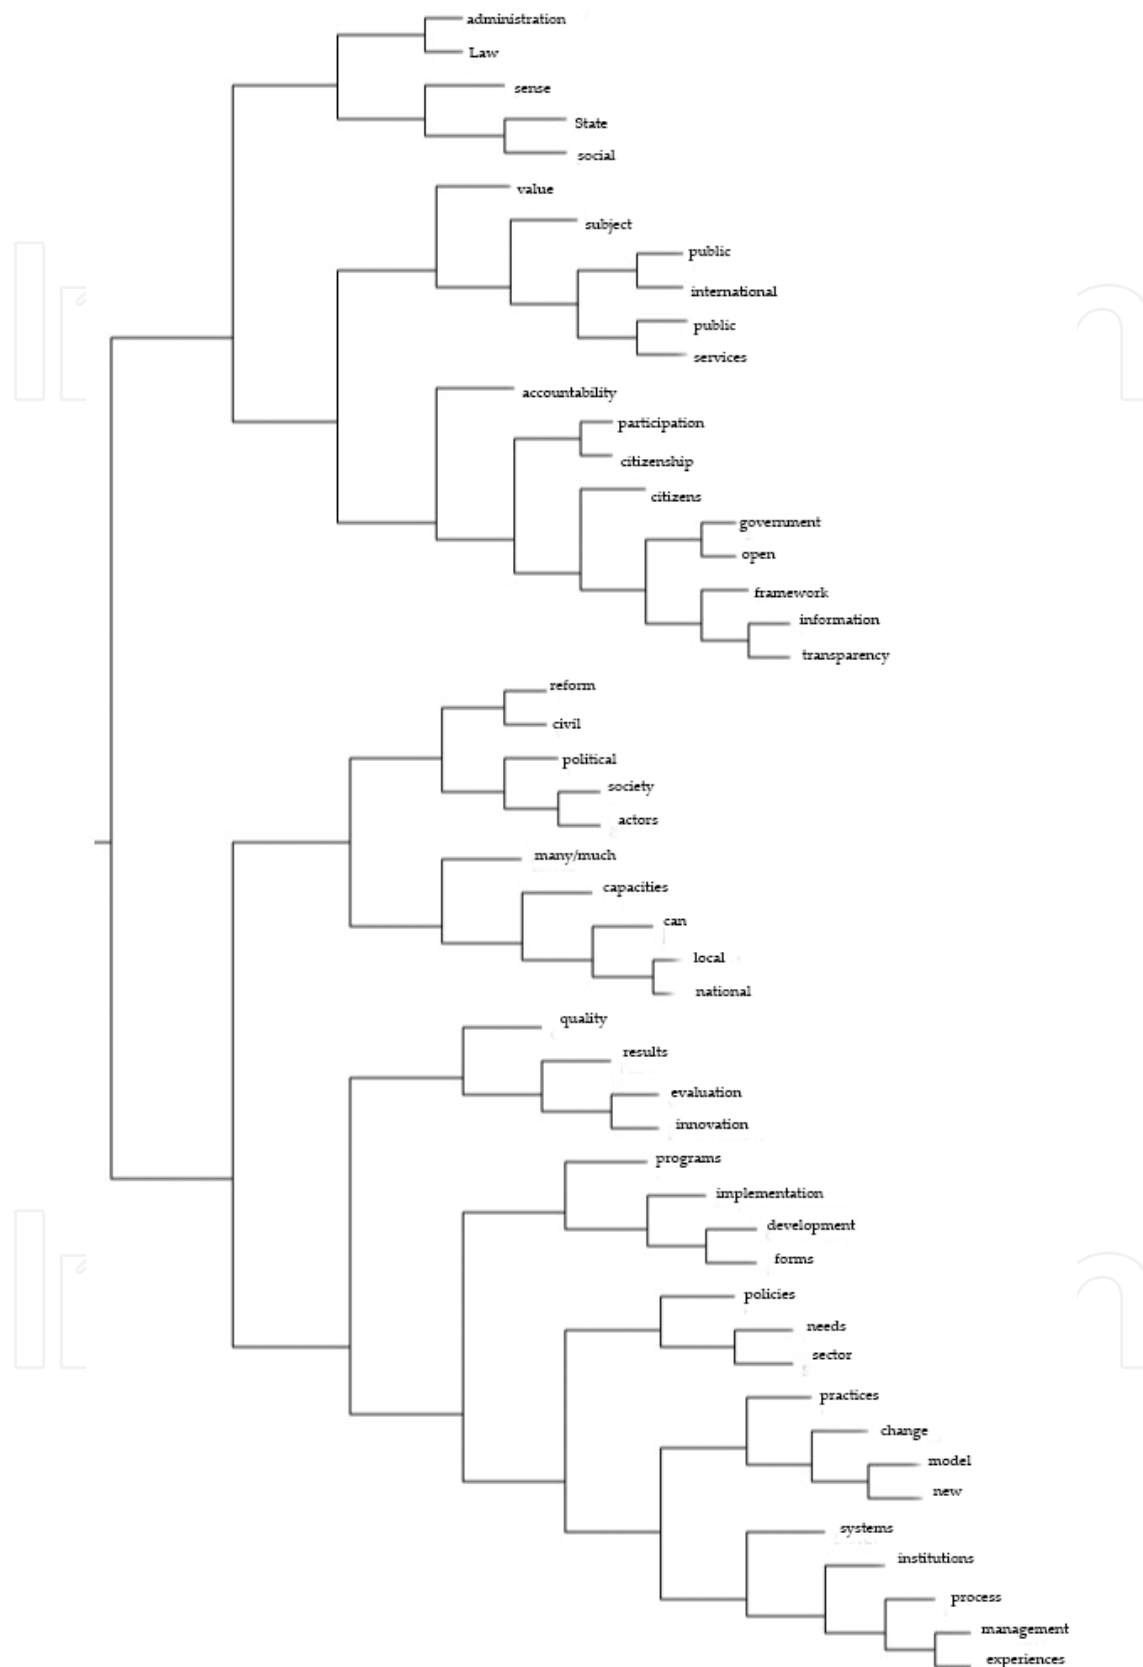 administration
Law
sense
State
social
value
subject
public
international
public
services
accountability
participation
citizenship
citizens
government
open
framework
information
transparency
reform
civil
political
society
actors
many/much
capacities
can
local
national
quality
results
evaluation
innovation
programs
implementation
development
forms
policies
needs
sector
practices
change
model
new
systems
institutions
process
management
experiences